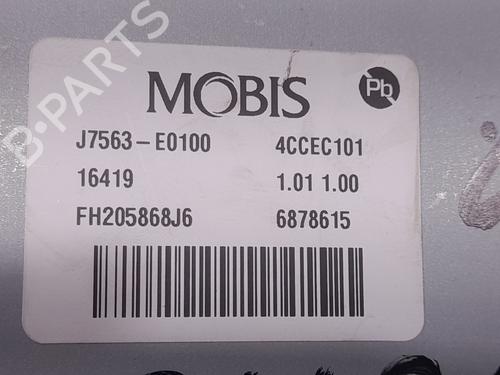 B-PARTS
MOBIS
Pb
J7563-E0100 4CCEC101
16419 1.01 1.00
FH205868J6 6878615